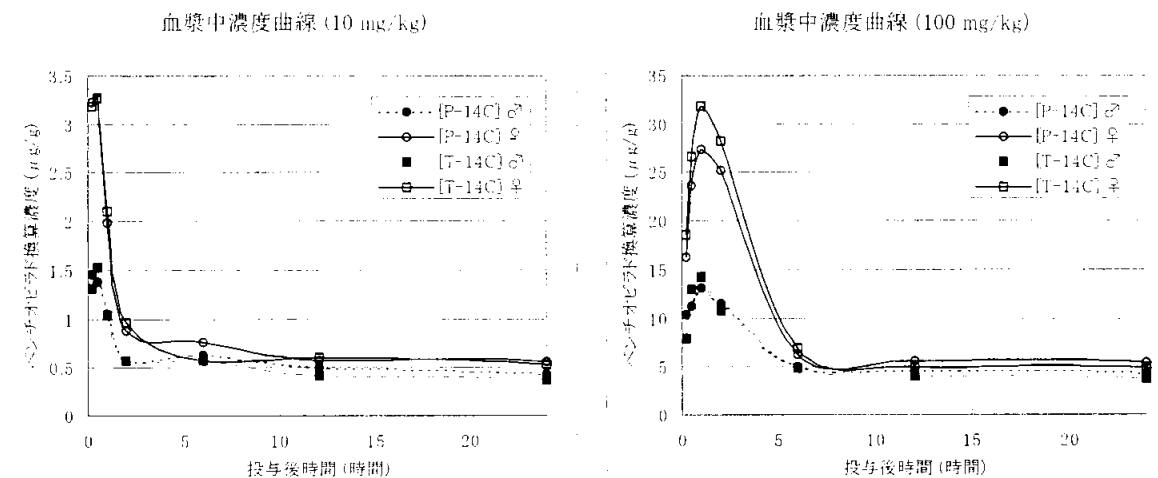 血漿中濃度曲線 (10 mg/kg)
ペンチオピラド換算濃度 (μg/g)
3.5
3
2.5
2
1.5
1
0.5
0
0
5
10
15
20
投与後時間 (時間)
[P-14C] ♂
[P-14C] ♀
[T-14C] ♂
[T-14C] ♀
血漿中濃度曲線 (100 mg/kg)
ペンチオピラド換算濃度 (μg/g)
35
30
25
20
15
10
5
0
0
5
10
15
20
投与後時間 (時間)
[P-14C] ♂
[P-14C] ♀
[T-14C] ♂
[T-14C] ♀